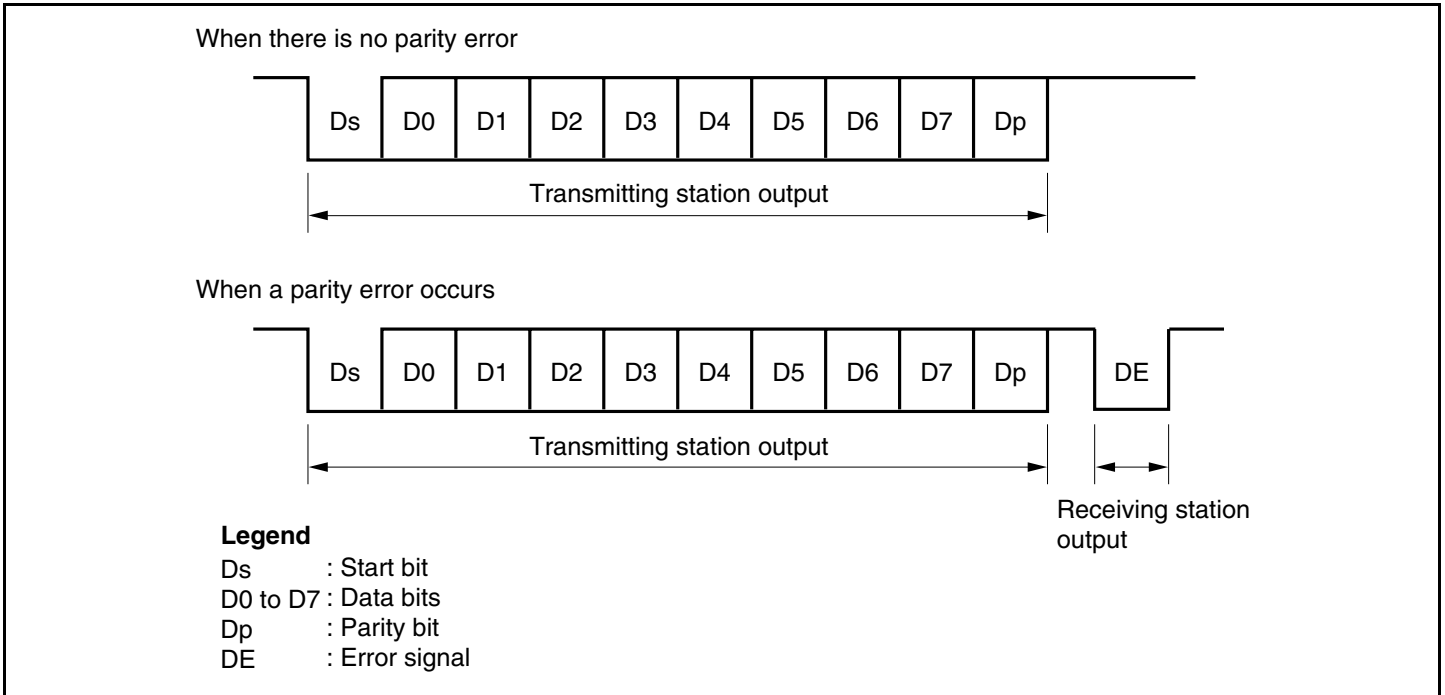 When there is no parity error
Ds D0 D1 D2 D3 D4 D5 D6 D7 Dp
Transmitting station output
When a parity error occurs
Ds D0 D1 D2 D3 D4 D5 D6 D7 Dp DE
Transmitting station output
Receiving station
output
Legend
Ds : Start bit
D0 to D7 : Data bits
Dp : Parity bit
DE : Error signal